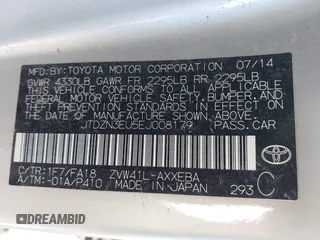 MFD.BY: TOYOTA MOTOR CORPORATION 07/14
GVWR 4330LB GAWR FR 2295LB RR 2295LB
THIS VEHICLE CONFORMS TO ALL APPLICABLE
FEDERAL MOTOR VEHICLE SAFETY, BUMPER, AND
THEFT PREVENTION STANDARDS IN EFFECT ON
THE DATE OF MANUFACTURE SHOWN ABOVE.
JTDZN3EU5EJ008179 PASS. CAR
C/TR:1F7/FA18 ZVW41L-AXXEBA
A/TM:-01A/P410 MADE IN JAPAN 293 C
TOYOTA
DREAMBID.COM